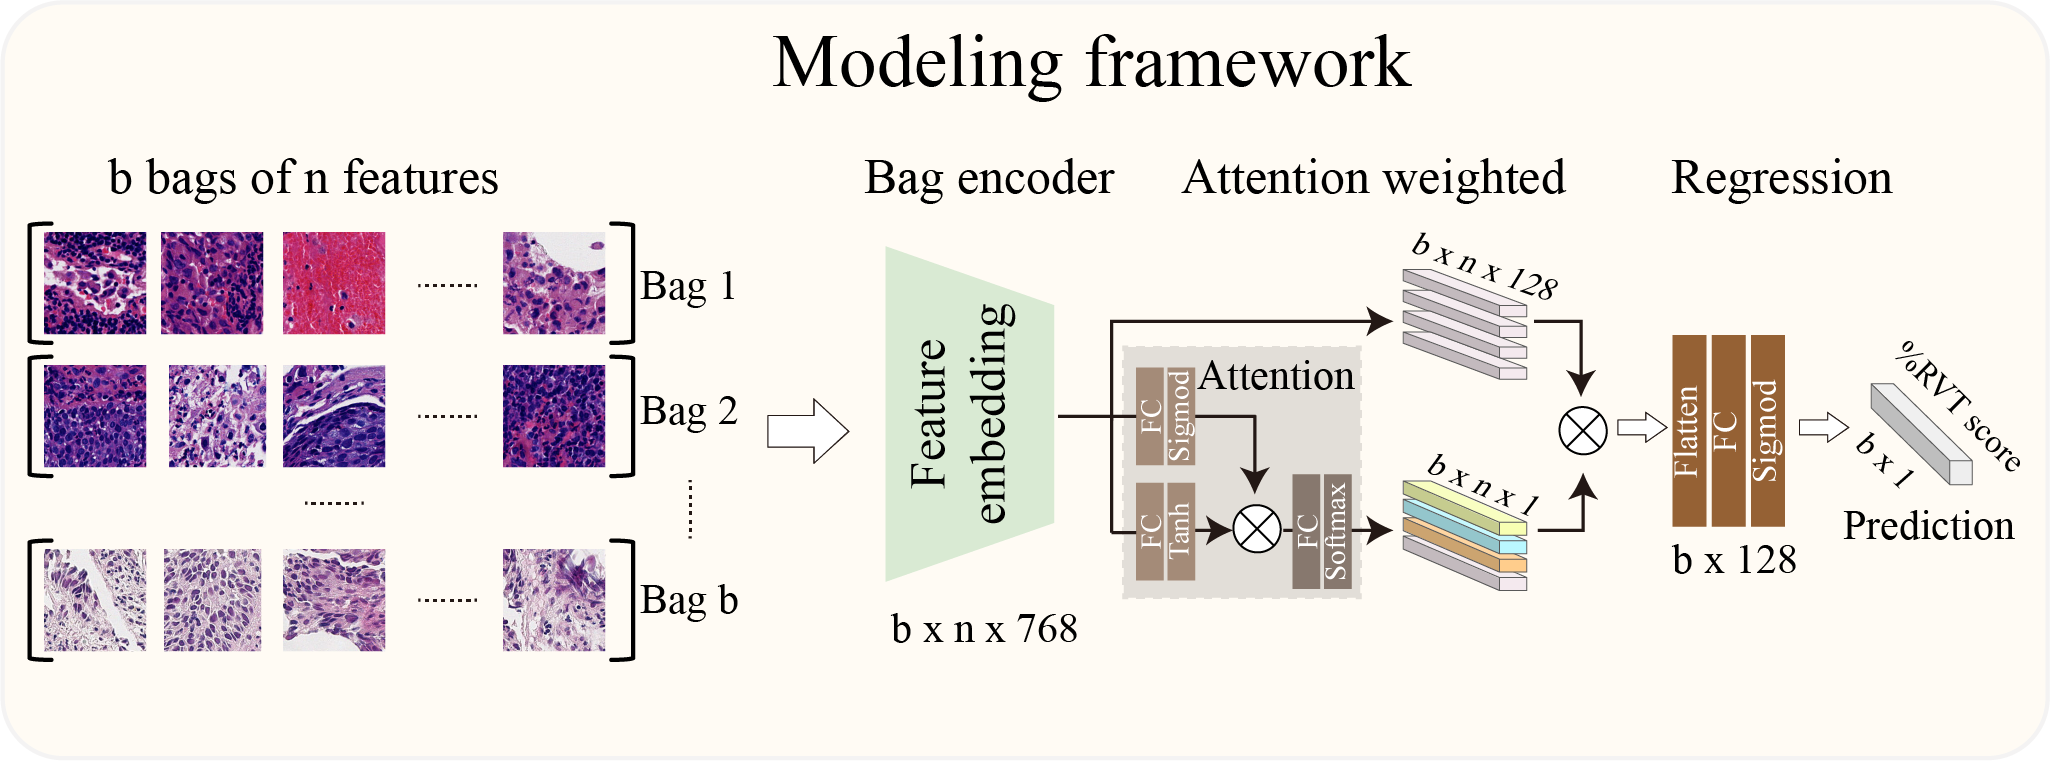 Modeling framework
b bags of n features
Bag encoder
Attention weighted
Regression
Bag 1
Bag 2
Bag b
Feature
embedding
b x n x 768
Attention
FC
Sigmod
FC
Tanh
FC
Softmax
b x n x 128
b x n x 1
Flatten
FC
Sigmod
b x 128
%RVT score
b x 1
Prediction